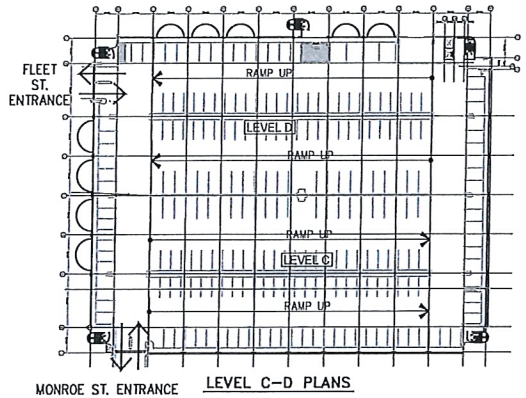 FLEET
ST.
ENTRANCE
RAMP UP
LEVEL D
RAMP UP
RAMP UP
LEVEL C
RAMP UP
MONROE ST. ENTRANCE
LEVEL C-D PLANS